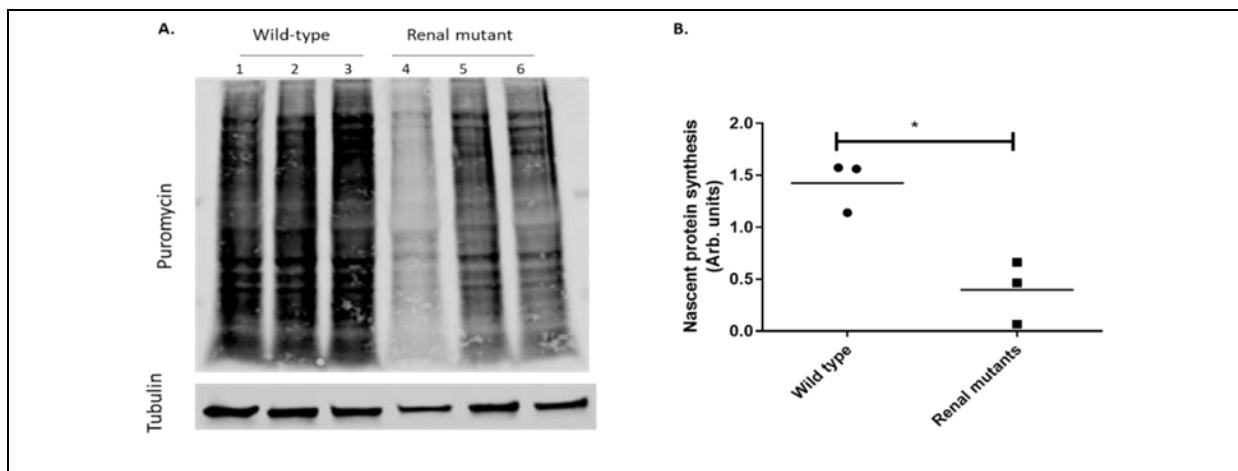 A.
Wild-type
Renal mutant
1 2 3 4 5 6
Puromycin
Tubulin
B.
*
Nascent protein synthesis
(Arb. units)
2.0
1.5
1.0
0.5
0.0
Wild type
Renal mutants